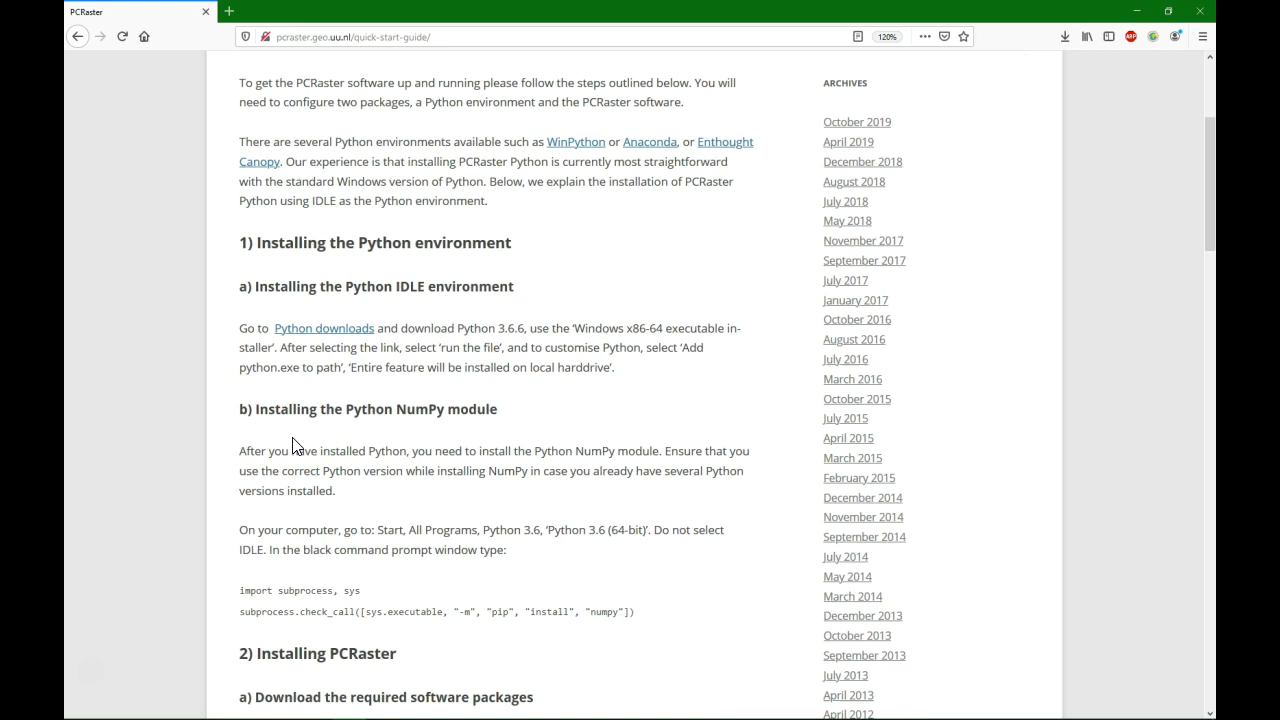 PCRaster
pcraster.geo.uu.nl/quick-start-guide/
120%
ABP
To get the PCRaster software up and running please follow the steps outlined below. You will
need to configure two packages, a Python environment and the PCRaster software.
There are several Python environments available such as WinPython or Anaconda, or Enthought
Canopy. Our experience is that installing PCRaster Python is currently most straightforward
with the standard Windows version of Python. Below, we explain the installation of PCRaster
Python using IDLE as the Python environment.
1) Installing the Python environment
a) Installing the Python IDLE environment
Go to Python downloads and download Python 3.6.6, use the ‘Windows x86-64 executable in-
staller’. After selecting the link, select ‘run the file’, and to customise Python, select ‘Add
python.exe to path’, ‘Entire feature will be installed on local harddrive’.
b) Installing the Python NumPy module
After you have installed Python, you need to install the Python NumPy module. Ensure that you
use the correct Python version while installing NumPy in case you already have several Python
versions installed.
On your computer, go to: Start, All Programs, Python 3.6, ‘Python 3.6 (64-bit)’. Do not select
IDLE. In the black command prompt window type:
import subprocess, sys
subprocess.check_call([sys.executable, "-m", "pip", "install", "numpy"])
2) Installing PCRaster
a) Download the required software packages
ARCHIVES
October 2019
April 2019
December 2018
August 2018
July 2018
May 2018
November 2017
September 2017
July 2017
January 2017
October 2016
August 2016
July 2016
March 2016
October 2015
July 2015
April 2015
March 2015
February 2015
December 2014
November 2014
September 2014
July 2014
May 2014
March 2014
December 2013
October 2013
September 2013
July 2013
April 2013
April 2012